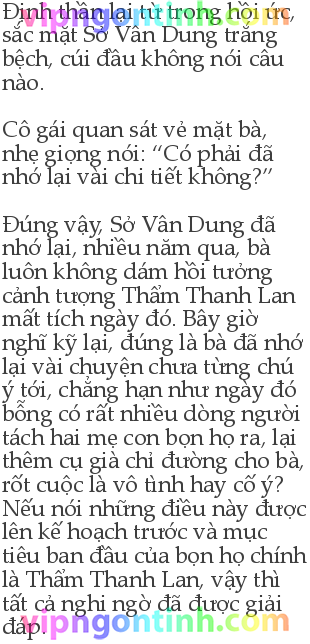 vipngontinh.com
Định thần lại từ trong hồi ức,
sắc mặt Sở Vân Dung trắng
bệch, cúi đầu không nói câu
nào.
Cô gái quan sát vẻ mặt bà,
nhẹ giọng nói: “Có phải đã
nhớ lại vài chi tiết không?”
Đúng vậy, Sở Vân Dung đã
nhớ lại, nhiều năm qua, bà
luôn không dám hồi tưởng
cảnh tượng Thẩm Thanh Lan
mất tích ngày đó. Bây giờ
nghĩ kỹ lại, đúng là bà đã nhớ
lại vài chuyện chưa từng chú
ý tới, chẳng hạn như ngày đó
bỗng có rất nhiều dòng người
tách hai mẹ con bọn họ ra, lại
thêm cụ già chỉ đường cho bà,
rốt cuộc là vô tình hay cố ý?
Nếu nói những điều này được
lên kế hoạch trước và mục
tiêu ban đầu của bọn họ chính
là Thẩm Thanh Lan, vậy thì
tất cả nghi ngờ đã được giải
đáp.
vipngontinh.com